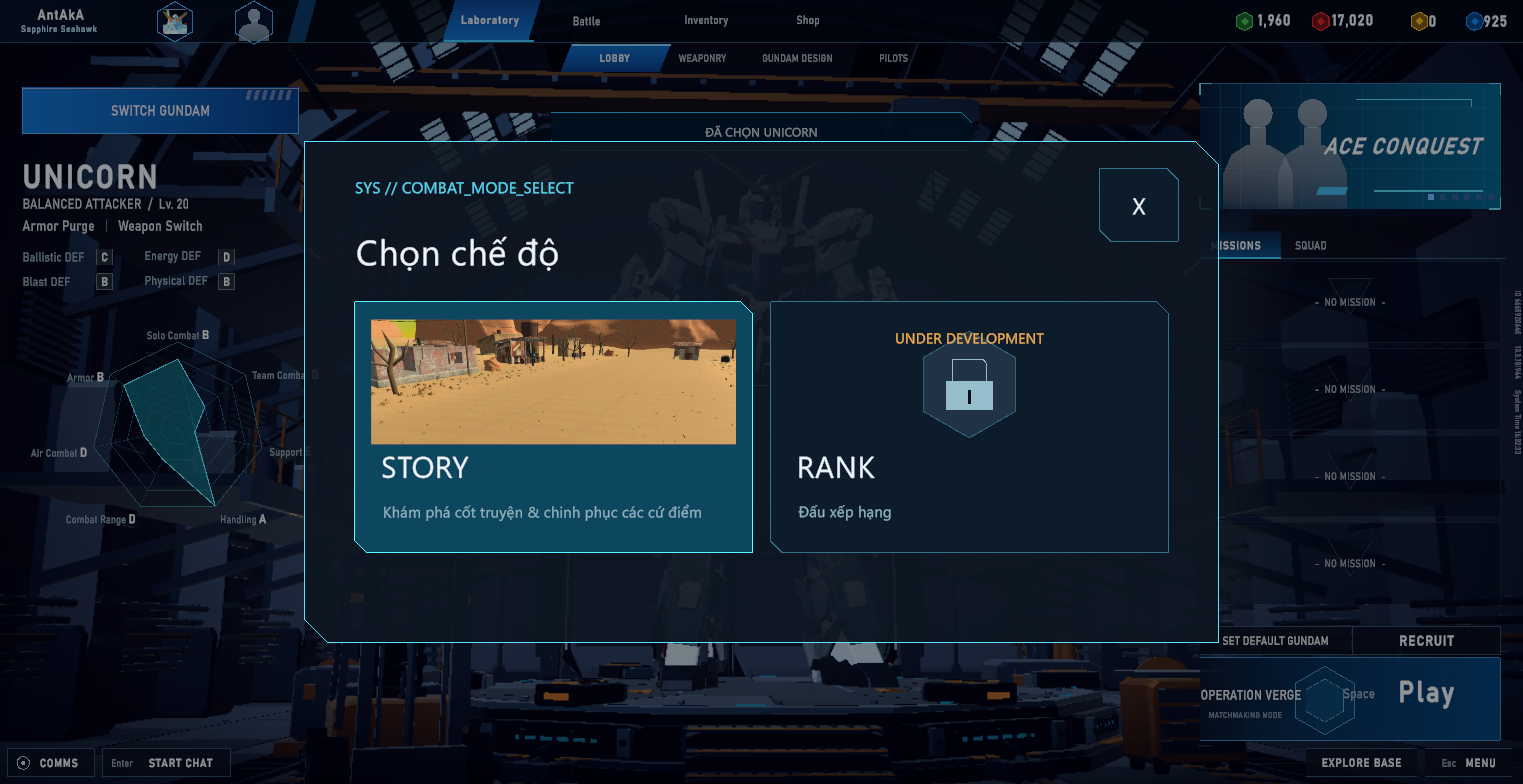 AntAkA
Sapphire Seahawk
Laboratory
Battle
Inventory
Shop
1,960
17,020
0
925
LOBBY
WEAPONRY
GUNDAM DESIGN
PILOTS
SWITCH GUNDAM
ĐÃ CHỌN UNICORN
UNICORN
BALANCED ATTACKER / Lv. 20
Armor Purge | Weapon Switch
Ballistic DEF C
Energy DEF D
Blast DEF B
Physical DEF B
Solo Combat B
Armor B
Team Comba D
Air Combat D
Support E
Combat Range D
Handling A
SYS // COMBAT_MODE_SELECT
X
Chọn chế độ
STORY
Khám phá cốt truyện & chinh phục các cứ điểm
UNDER DEVELOPMENT
RANK
Đấu xếp hạng
ACE CONQUEST
MISSIONS
SQUAD
- NO MISSION -
- NO MISSION -
- NO MISSION -
- NO MISSION -
SET DEFAULT GUNDAM
RECRUIT
OPERATION VERGE
MATCHMAKING MODE
Space
Play
COMMS
Enter START CHAT
EXPLORE BASE
Esc MENU